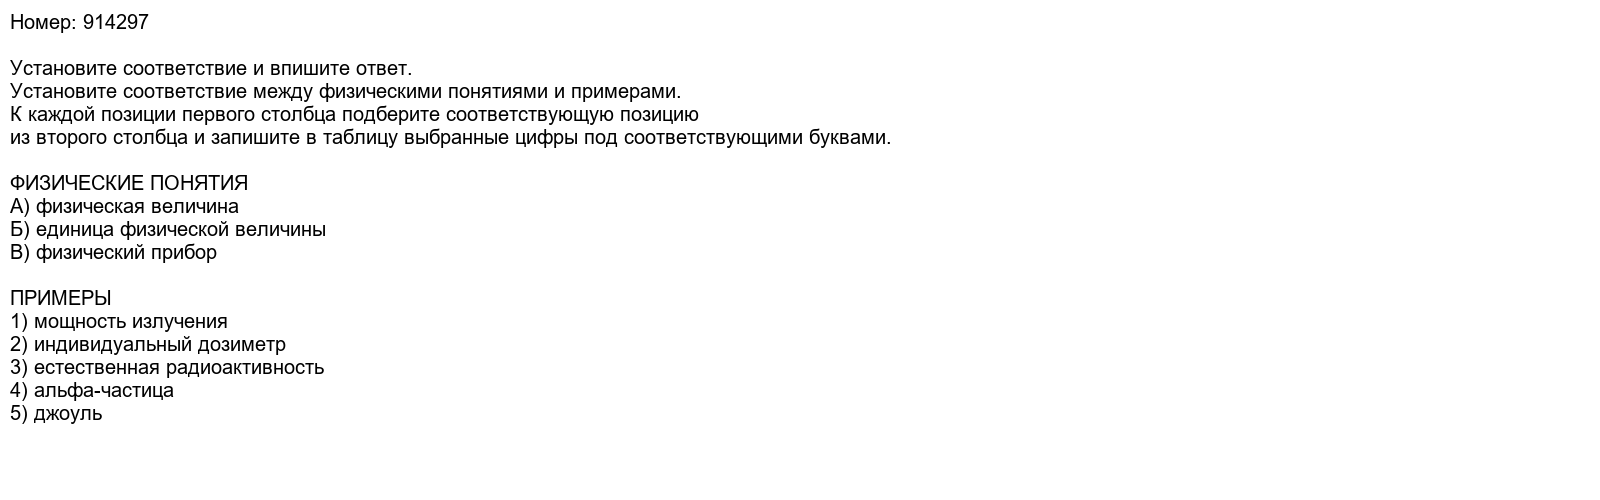 Номер: 914297
Установите соответствие и впишите ответ.
Установите соответствие между физическими понятиями и примерами.
К каждой позиции первого столбца подберите соответствующую позицию
из второго столбца и запишите в таблицу выбранные цифры под соответствующими буквами.
ФИЗИЧЕСКИЕ ПОНЯТИЯ
А) физическая величина
Б) единица физической величины
В) физический прибор
ПРИМЕРЫ
1) мощность излучения
2) индивидуальный дозиметр
3) естественная радиоактивность
4) альфа-частица
5) джоуль